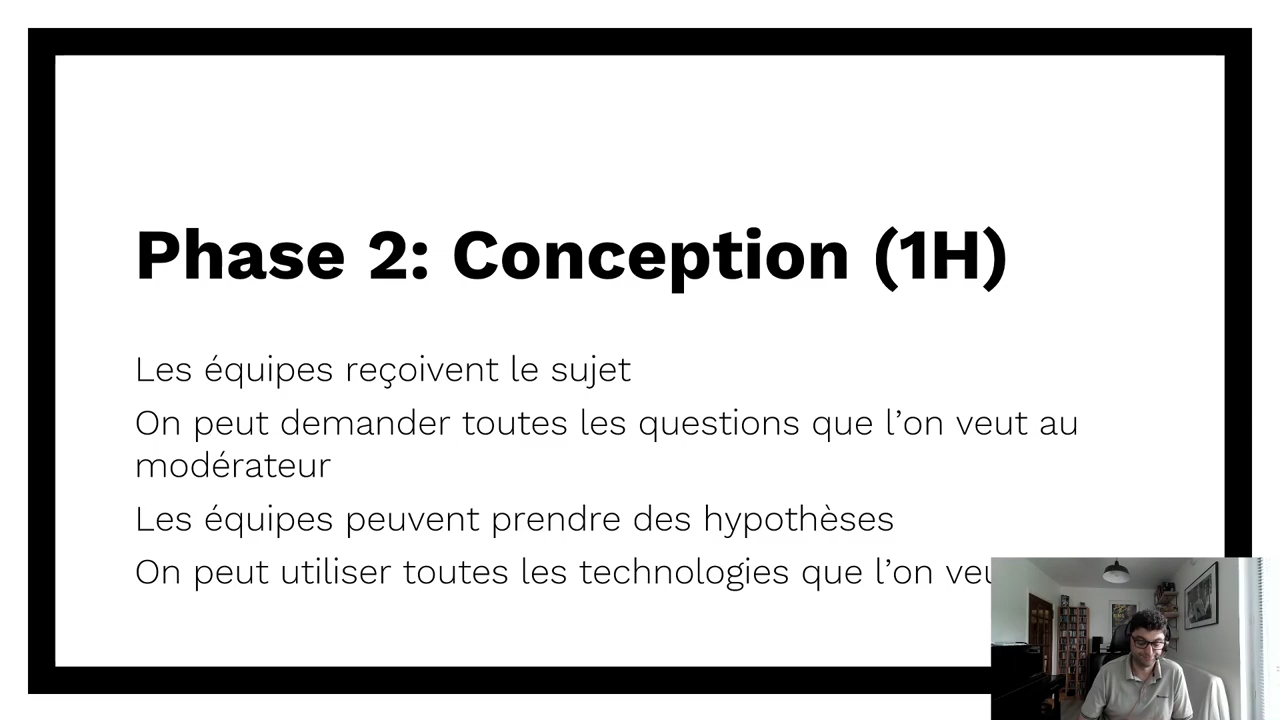 Phase 2: Conception (1H)
Les équipes reçoivent le sujet
On peut demander toutes les questions que l’on veut au
modérateur
Les équipes peuvent prendre des hypothèses
On peut utiliser toutes les technologies que l’on